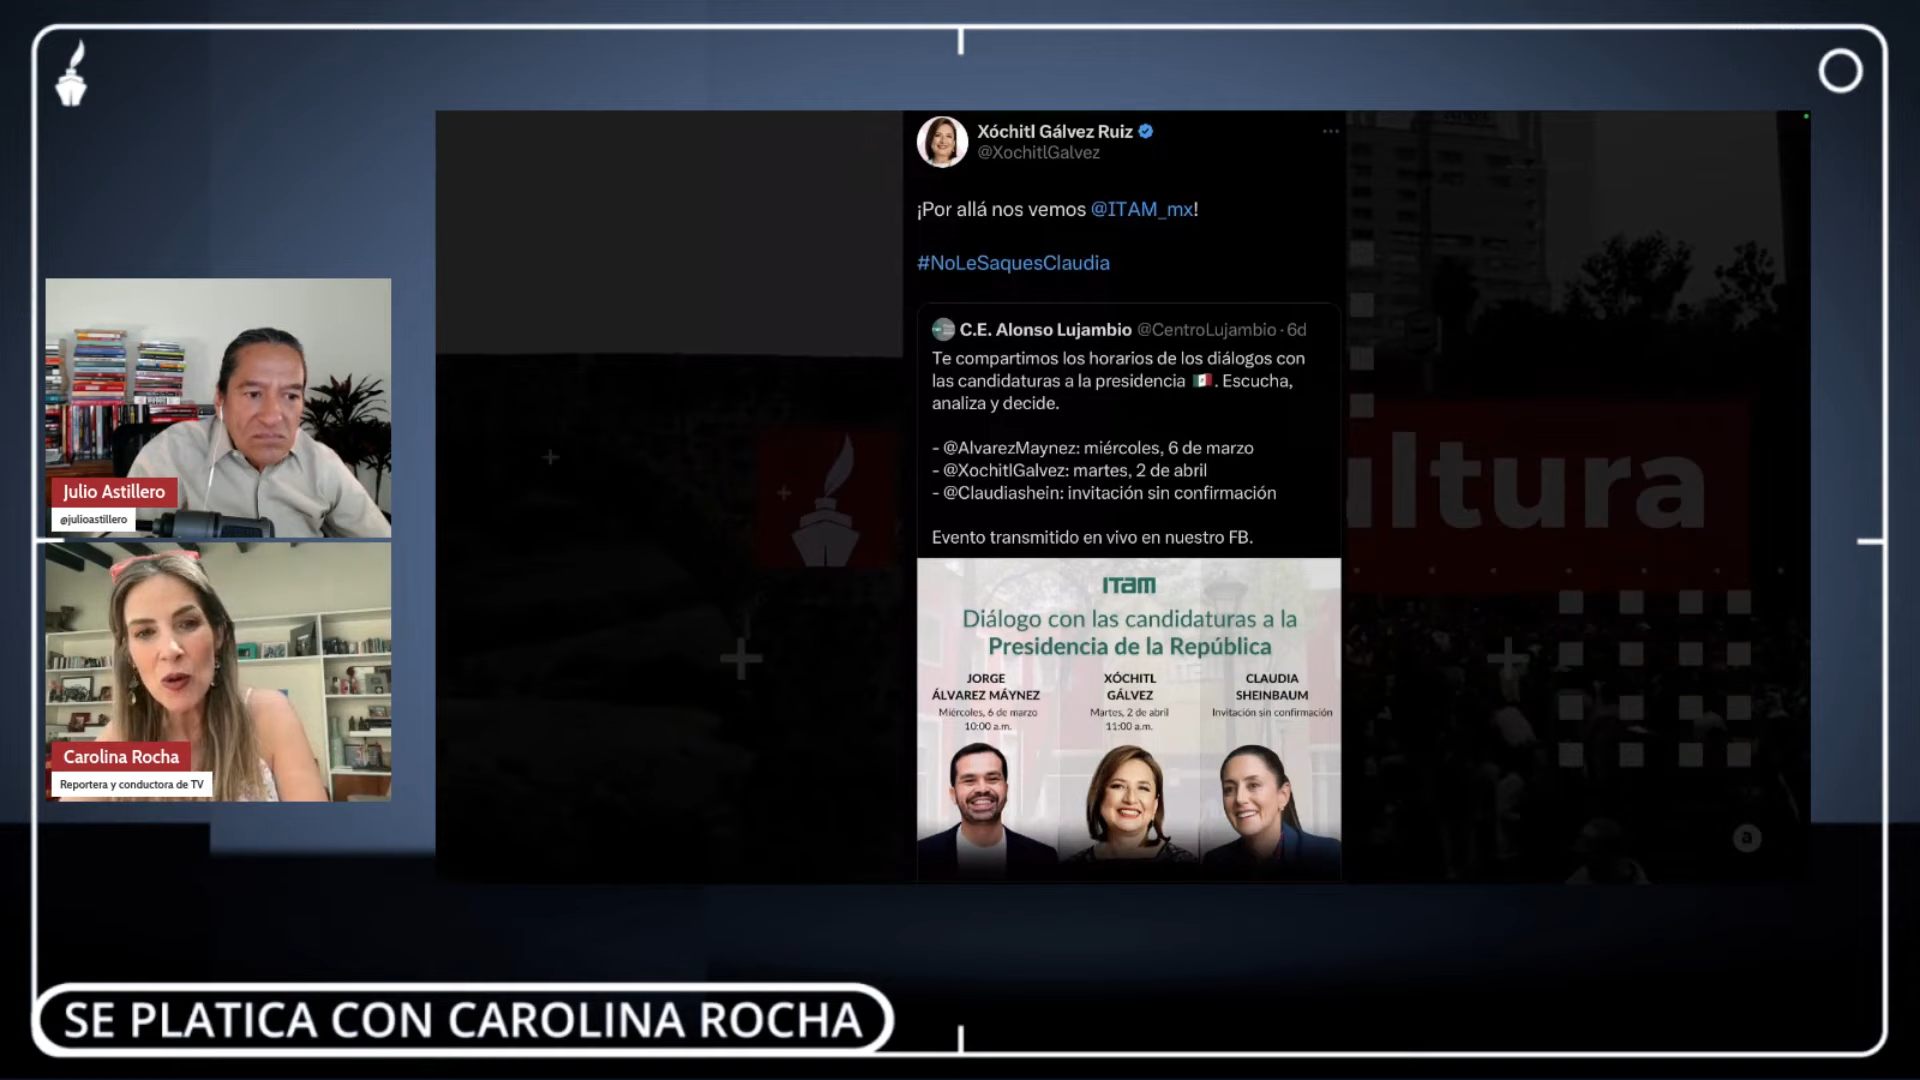 Xóchitl Gálvez Ruiz
@XochitlGalvez
¡Por allá nos vemos @ITAM_mx!
#NoLeSaquesClaudia
C.E. Alonso Lujambio @CentroLujambio · 6d
Te compartimos los horarios de los diálogos con
las candidaturas a la presidencia 🇲🇽. Escucha,
analiza y decide.
- @AlvarezMaynez: miércoles, 6 de marzo
- @XochitlGalvez: martes, 2 de abril
- @Claudiashein: invitación sin confirmación
Evento transmitido en vivo en nuestro FB.
ITam
Diálogo con las candidaturas a la
Presidencia de la República
JORGE
ÁLVAREZ MÁYNEZ
Miércoles, 6 de marzo
10:00 a.m.
XÓCHITL
GÁLVEZ
Martes, 2 de abril
11:00 a.m.
CLAUDIA
SHEINBAUM
Invitación sin confirmación
ultura
a
Julio Astillero
@julioastillero
Carolina Rocha
Reportera y conductora de TV
SE PLATICA CON CAROLINA ROCHA